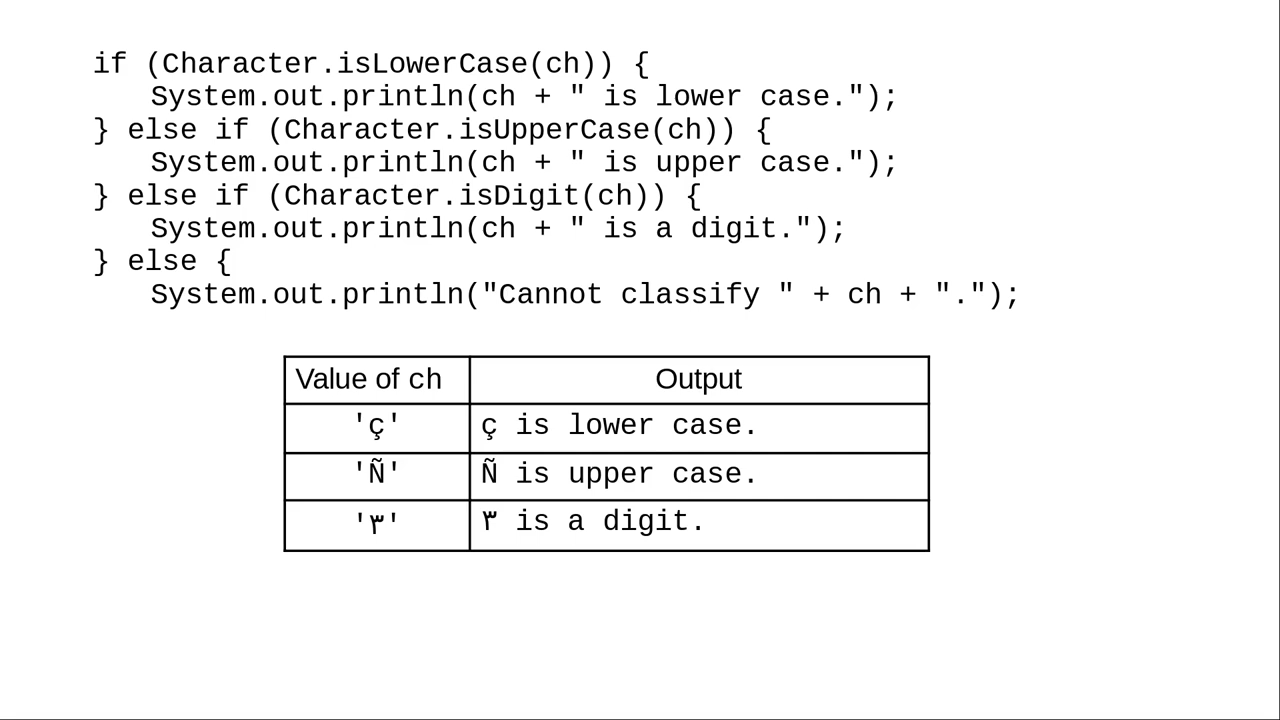 if (Character.isLowerCase(ch)) {
System.out.println(ch + " is lower case.");
} else if (Character.isUpperCase(ch)) {
System.out.println(ch + " is upper case.");
} else if (Character.isDigit(ch)) {
System.out.println(ch + " is a digit.");
} else {
System.out.println("Cannot classify " + ch + ".");
Value of ch Output
'ç' ç is lower case.
'Ñ' Ñ is upper case.
'٣' ٣ is a digit.